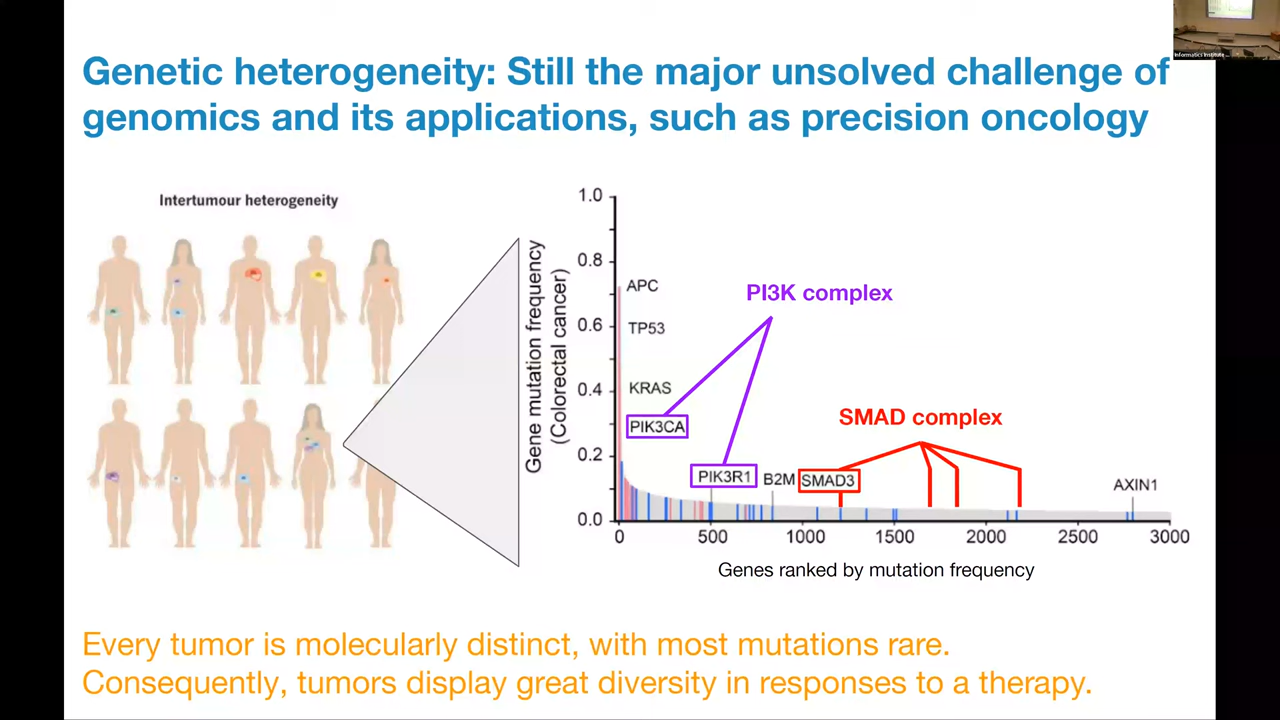 Genetic heterogeneity: Still the major unsolved challenge of
genomics and its applications, such as precision oncology
Informatics Institute
Intertumour heterogeneity
Gene mutation frequency
(Colorectal cancer)
1.0
0.8
0.6
0.4
0.2
0.0
APC
TP53
KRAS
PIK3CA
PI3K complex
PIK3R1
B2M
SMAD3
SMAD complex
AXIN1
0
500
1000
1500
2000
2500
3000
Genes ranked by mutation frequency
Every tumor is molecularly distinct, with most mutations rare.
Consequently, tumors display great diversity in responses to a therapy.